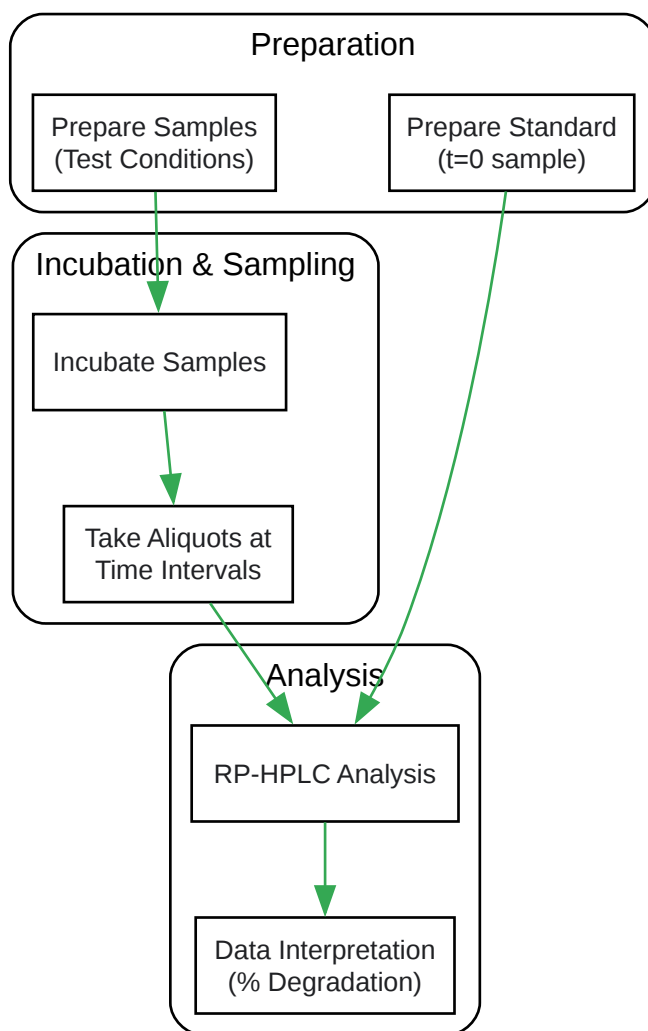 Preparation
Prepare Samples
(Test Conditions)
Prepare Standard
(t=0 sample)
Incubation & Sampling
Incubate Samples
Take Aliquots at
Time Intervals
Analysis
RP-HPLC Analysis
Data Interpretation
(% Degradation)